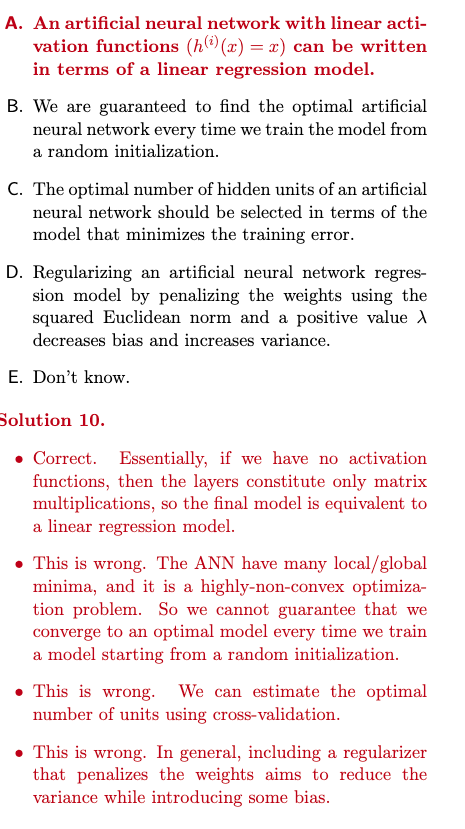 A. An artificial neural network with linear acti-
vation functions (h^(i)(x) = x) can be written
in terms of a linear regression model.
B. We are guaranteed to find the optimal artificial
neural network every time we train the model from
a random initialization.
C. The optimal number of hidden units of an artificial
neural network should be selected in terms of the
model that minimizes the training error.
D. Regularizing an artificial neural network regres-
sion model by penalizing the weights using the
squared Euclidean norm and a positive value λ
decreases bias and increases variance.
E. Don't know.
Solution 10.
• Correct. Essentially, if we have no activation
functions, then the layers constitute only matrix
multiplications, so the final model is equivalent to
a linear regression model.
• This is wrong. The ANN have many local/global
minima, and it is a highly-non-convex optimiza-
tion problem. So we cannot guarantee that we
converge to an optimal model every time we train
a model starting from a random initialization.
• This is wrong. We can estimate the optimal
number of units using cross-validation.
• This is wrong. In general, including a regularizer
that penalizes the weights aims to reduce the
variance while introducing some bias.